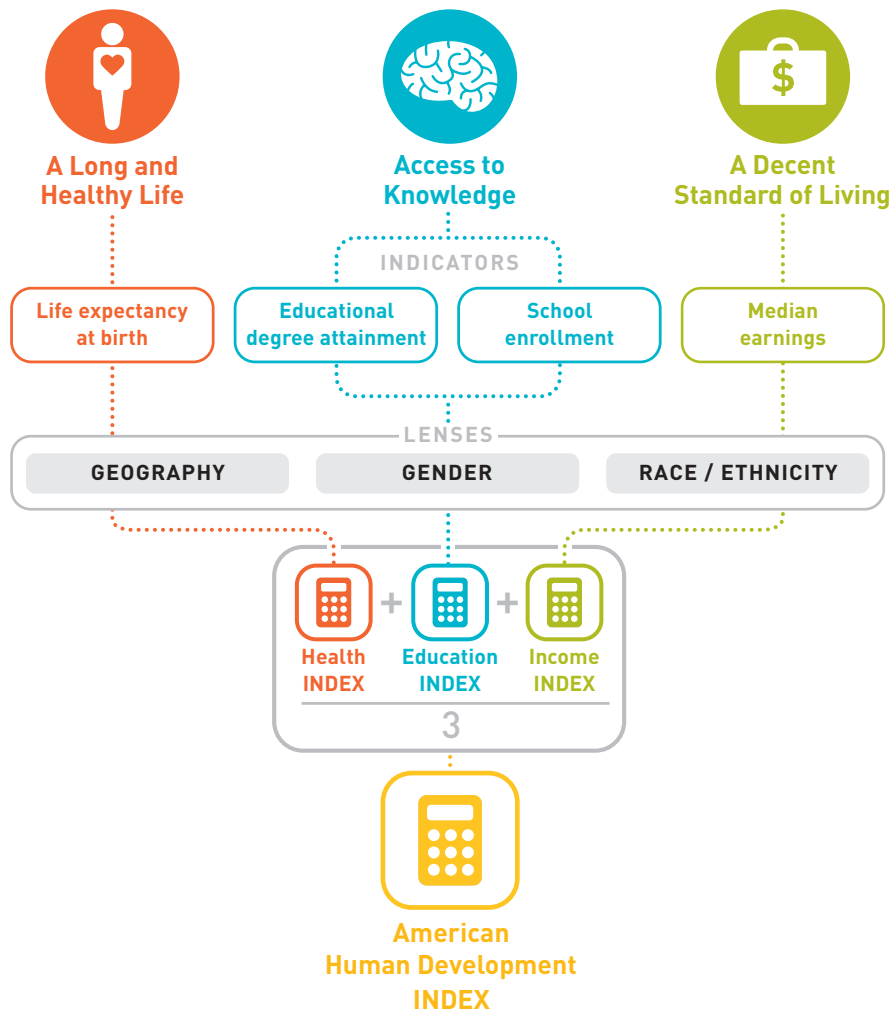 $
A Long and
Healthy Life
Access to
Knowledge
A Decent
Standard of Living
INDICATORS
Life expectancy
at birth
Educational
degree attainment
School
enrollment
Median
earnings
LENSES
GEOGRAPHY
GENDER
RACE / ETHNICITY
+
+
Health
INDEX
Education
INDEX
Income
INDEX
3
American
Human Development
INDEX